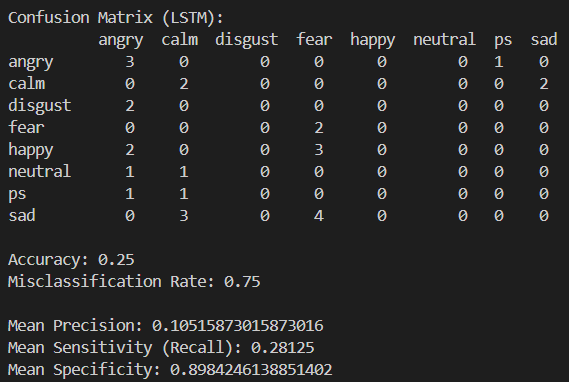 Confusion Matrix (LSTM):
angry calm disgust fear happy neutral ps sad
angry 3 0 0 0 0 0 1 0
calm 0 2 0 0 0 0 0 2
disgust 2 0 0 0 0 0 0 0
fear 0 0 0 2 0 0 0 0
happy 2 0 0 3 0 0 0 0
neutral 1 1 0 0 0 0 0 0
ps 1 1 0 0 0 0 0 0
sad 0 3 0 4 0 0 0 0
Accuracy: 0.25
Misclassification Rate: 0.75
Mean Precision: 0.10515873015873016
Mean Sensitivity (Recall): 0.28125
Mean Specificity: 0.8984246138851402